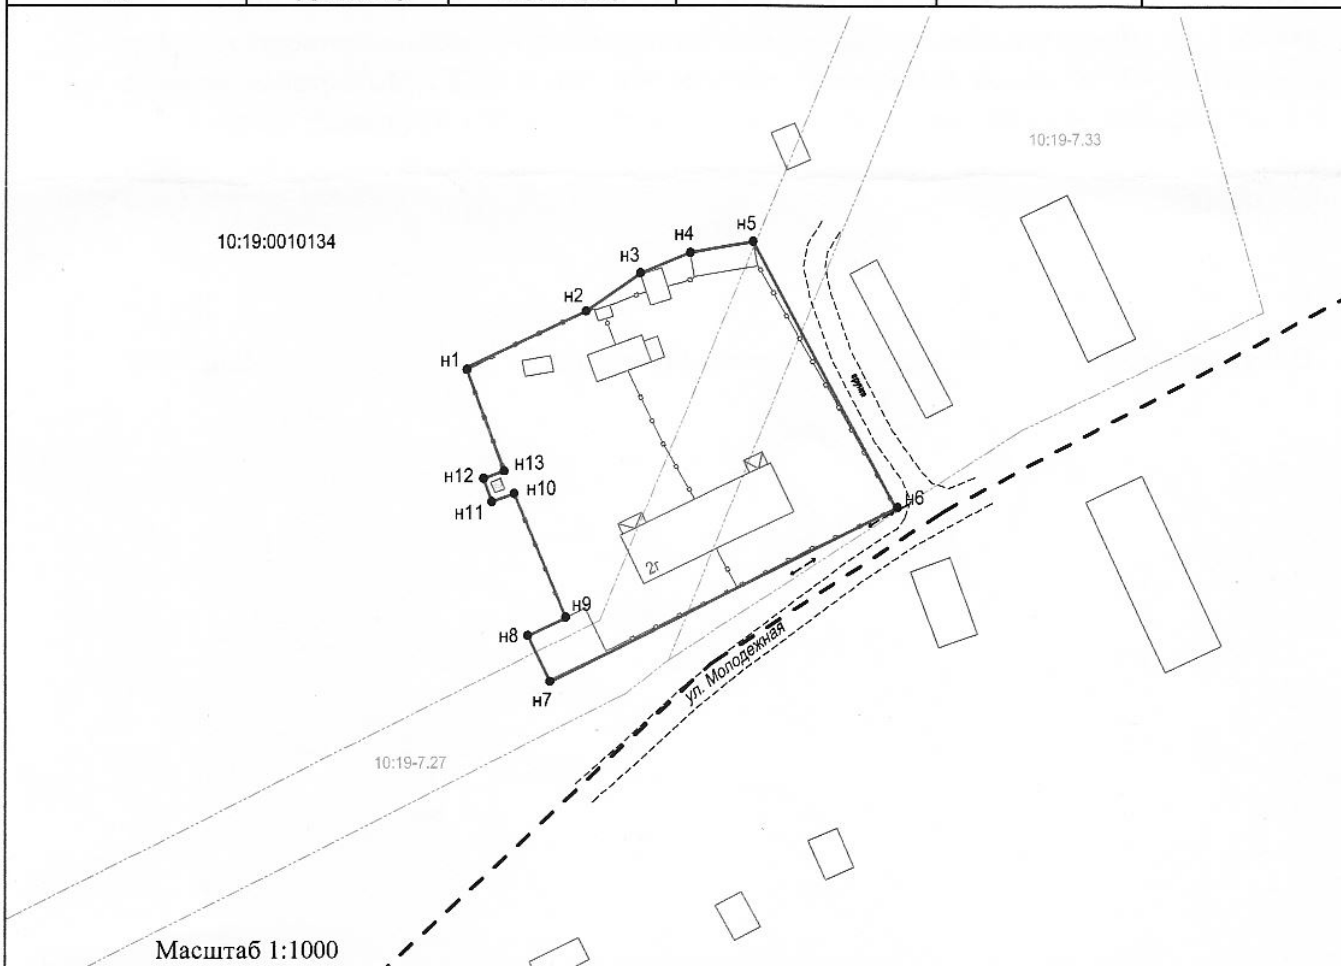 10:19-7.33
10:19:0010134
н5
н4
н3
н2
н1
н13
н12
н10
н11
н6
2г
н9
н8
н7
ул. Молодежная
10:19-7.27
Масштаб 1:1000